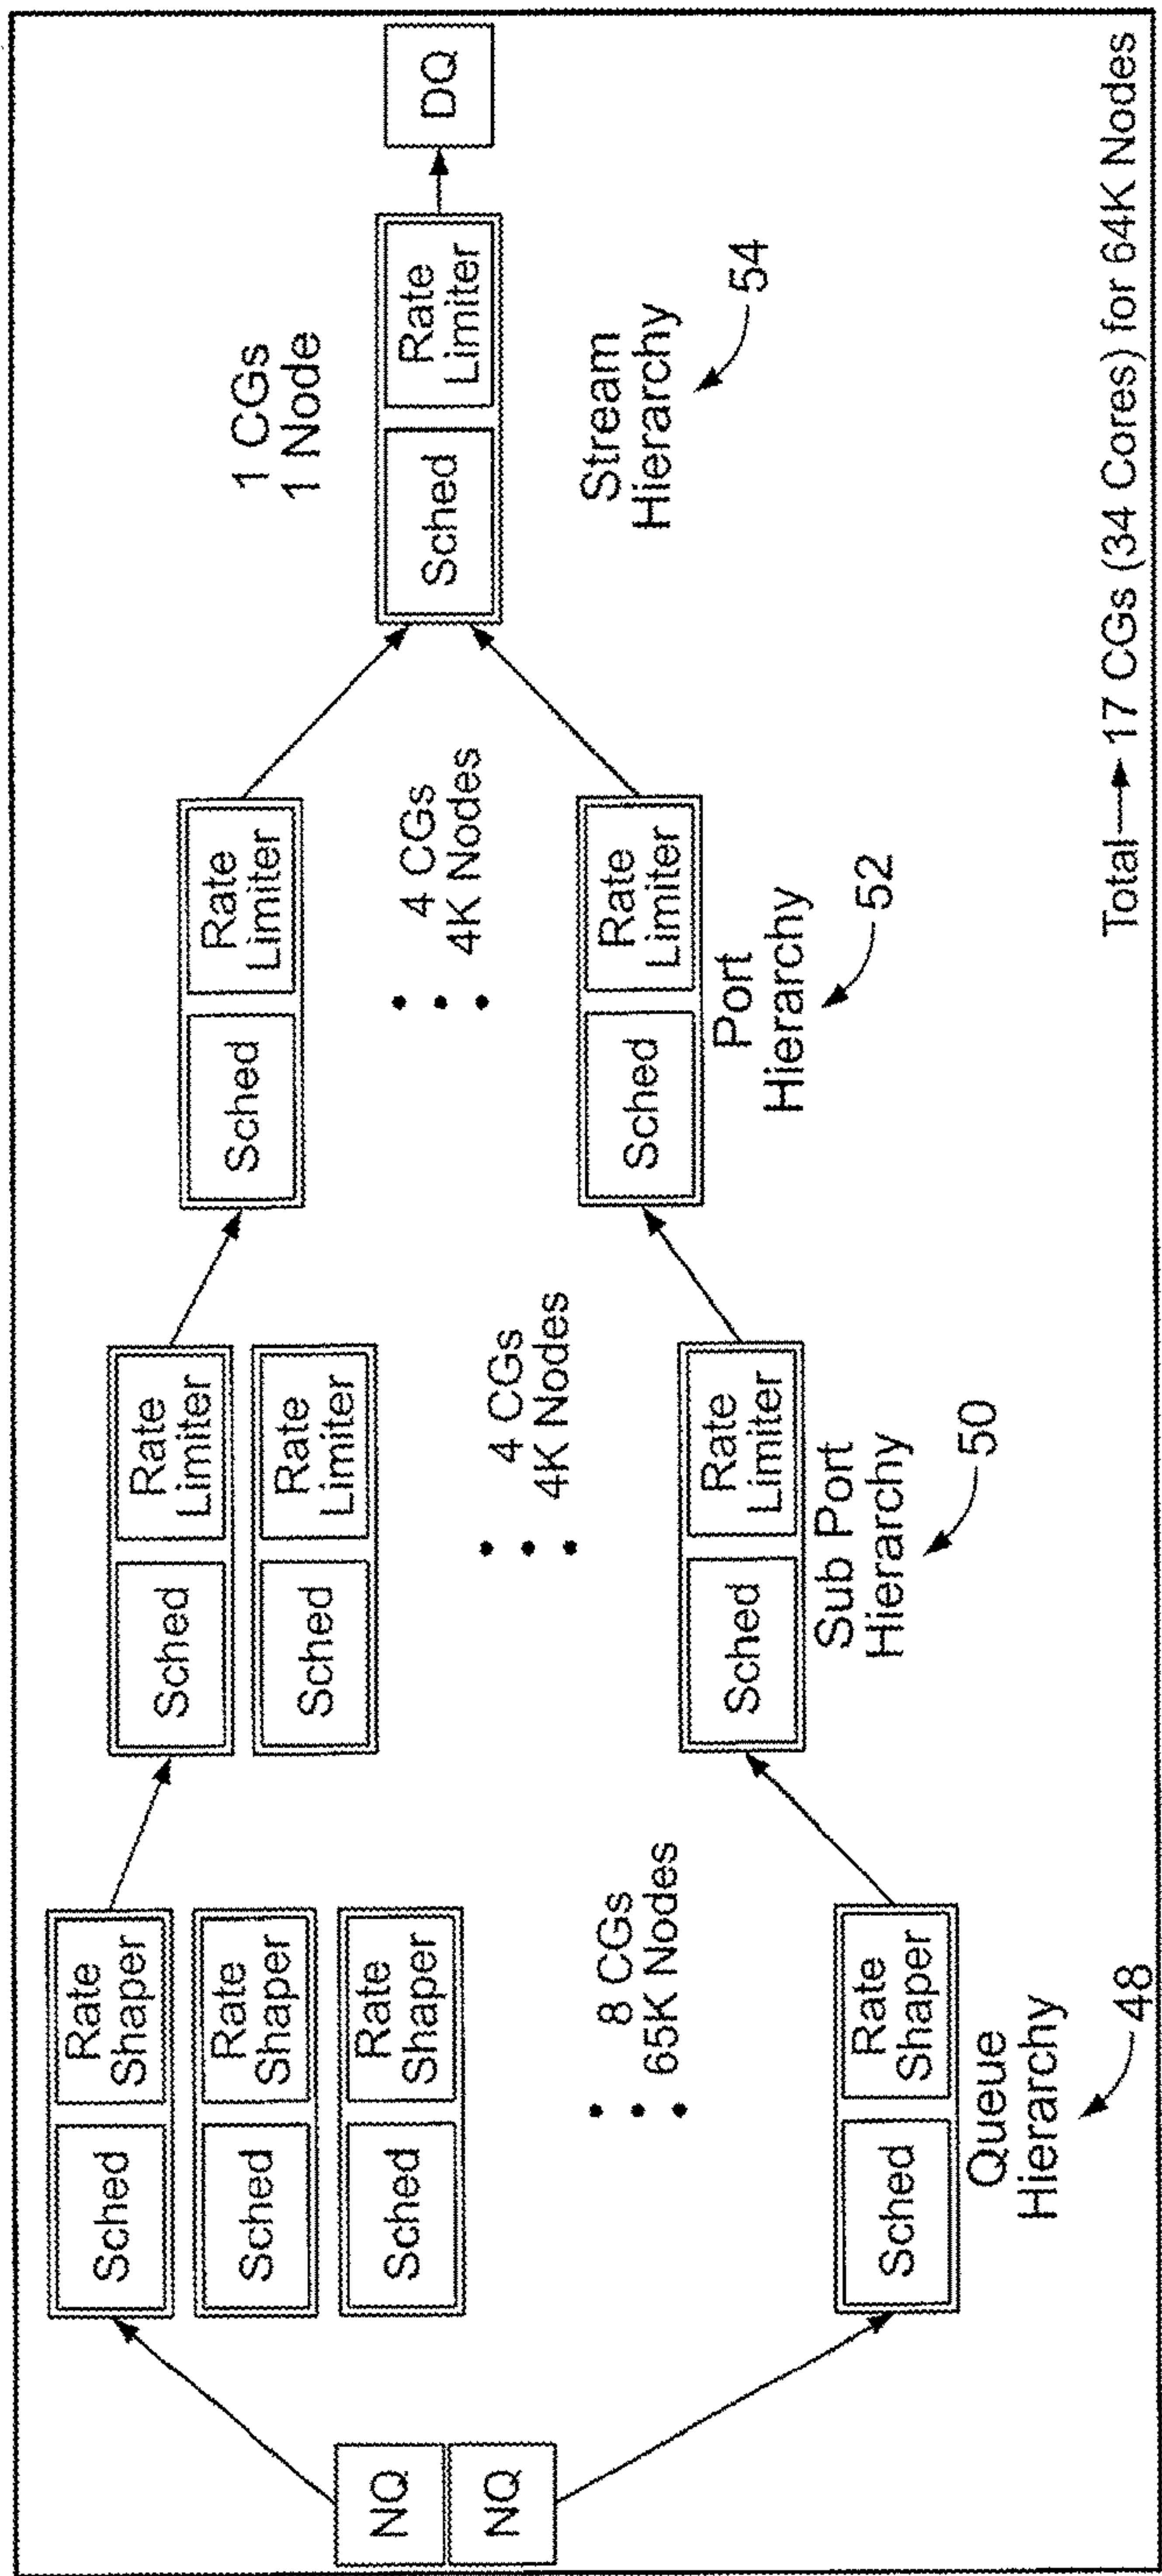 NQ
NQ
Sched
Rate
Shaper
Sched
Rate
Shaper
Sched
Rate
Shaper
8 CGs
65K Nodes
Sched
Rate
Shaper
Queue
Hierarchy
48
Sched
Rate
Limiter
Sched
Rate
Limiter
4 CGs
4K Nodes
Sched
Rate
Limiter
Sub Port
Hierarchy
50
Sched
Rate
Limiter
4 CGs
4K Nodes
Sched
Rate
Limiter
Port
Hierarchy
52
1 CGs
1 Node
Sched
Rate
Limiter
Stream
Hierarchy
54
DQ
Total → 17 CGs (34 Cores) for 64K Nodes